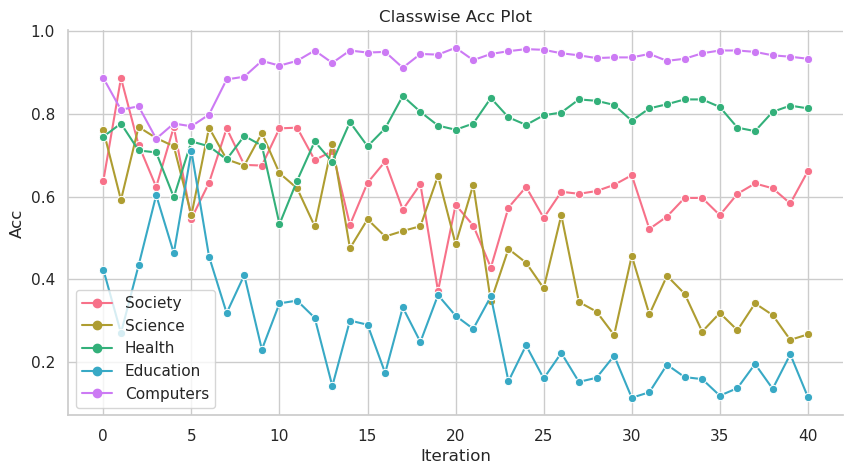 Classwise Acc Plot
1.0
0.8
0.6
0.4
0.2
Acc
Society
Science
Health
Education
Computers
0 5 10 15 20 25 30 35 40
Iteration